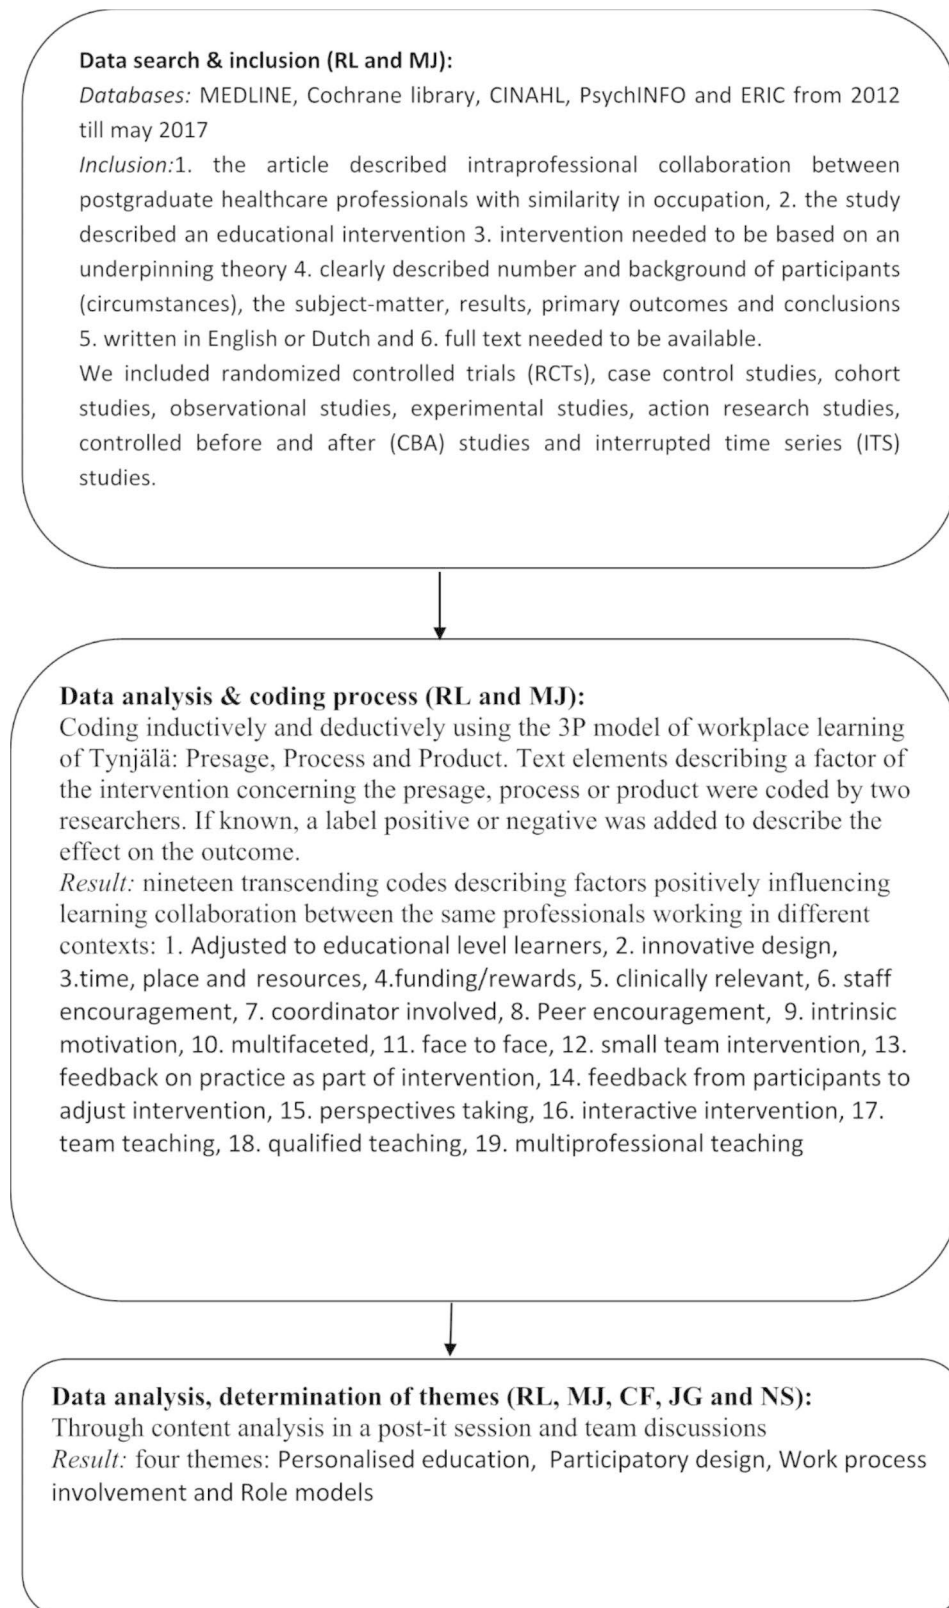 Data search & inclusion (RL and MJ):
Databases: MEDLINE, Cochrane library, CINAHL, PsychINFO and ERIC from 2012
till may 2017
Inclusion:1. the article described intraprofessional collaboration between
postgraduate healthcare professionals with similarity in occupation, 2. the study
described an educational intervention 3. intervention needed to be based on an
underpinning theory 4. clearly described number and background of participants
(circumstances), the subject-matter, results, primary outcomes and conclusions
5. written in English or Dutch and 6. full text needed to be available.
We included randomized controlled trials (RCTs), case control studies, cohort
studies, observational studies, experimental studies, action research studies,
controlled before and after (CBA) studies and interrupted time series (ITS)
studies.
Data analysis & coding process (RL and MJ):
Coding inductively and deductively using the 3P model of workplace learning
of Tynjälä: Presage, Process and Product. Text elements describing a factor of
the intervention concerning the presage, process or product were coded by two
researchers. If known, a label positive or negative was added to describe the
effect on the outcome.
Result: nineteen transcending codes describing factors positively influencing
learning collaboration between the same professionals working in different
contexts: 1. Adjusted to educational level learners, 2. innovative design,
3.time, place and resources, 4.funding/rewards, 5. clinically relevant, 6. staff
encouragement, 7. coordinator involved, 8. Peer encouragement, 9. intrinsic
motivation, 10. multifaceted, 11. face to face, 12. small team intervention, 13.
feedback on practice as part of intervention, 14. feedback from participants to
adjust intervention, 15. perspectives taking, 16. interactive intervention, 17.
team teaching, 18. qualified teaching, 19. multiprofessional teaching
Data analysis, determination of themes (RL, MJ, CF, JG and NS):
Through content analysis in a post-it session and team discussions
Result: four themes: Personalised education, Participatory design, Work process
involvement and Role models